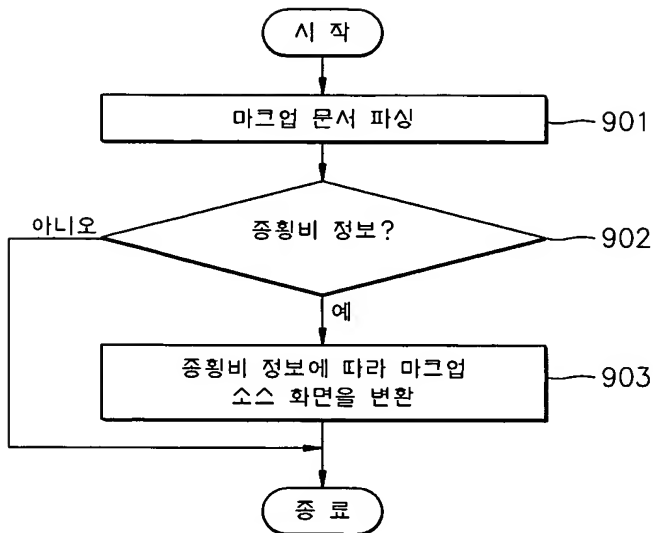 시 작
마크업 문서 파싱
901
아니오
종횡비 정보?
902
예
종횡비 정보에 따라 마크업
소스 화면을 변환
903
종 료